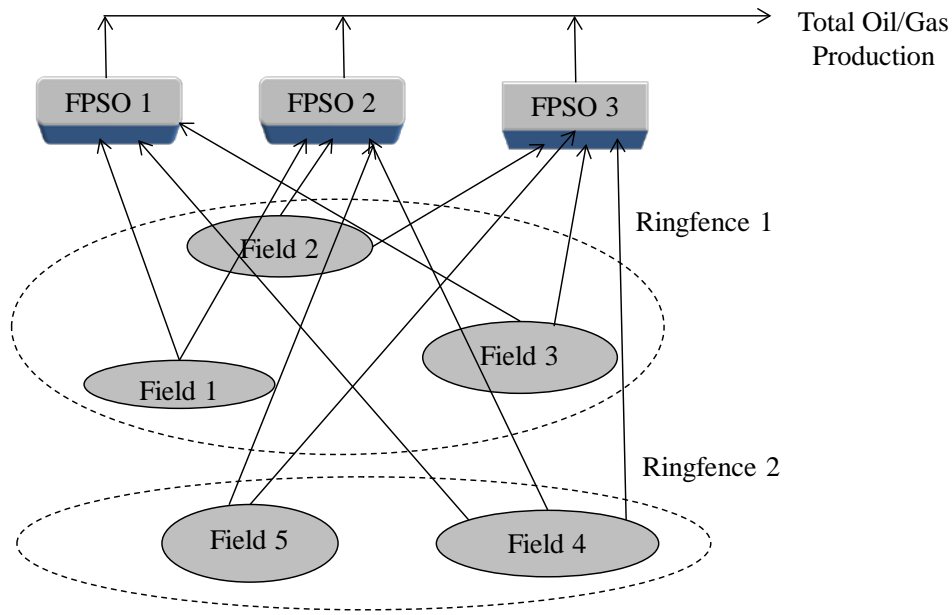 Total Oil/Gas
Production
FPSO 1
FPSO 2
FPSO 3
Ringfence 1
Field 2
Field 3
Field 1
Ringfence 2
Field 5
Field 4